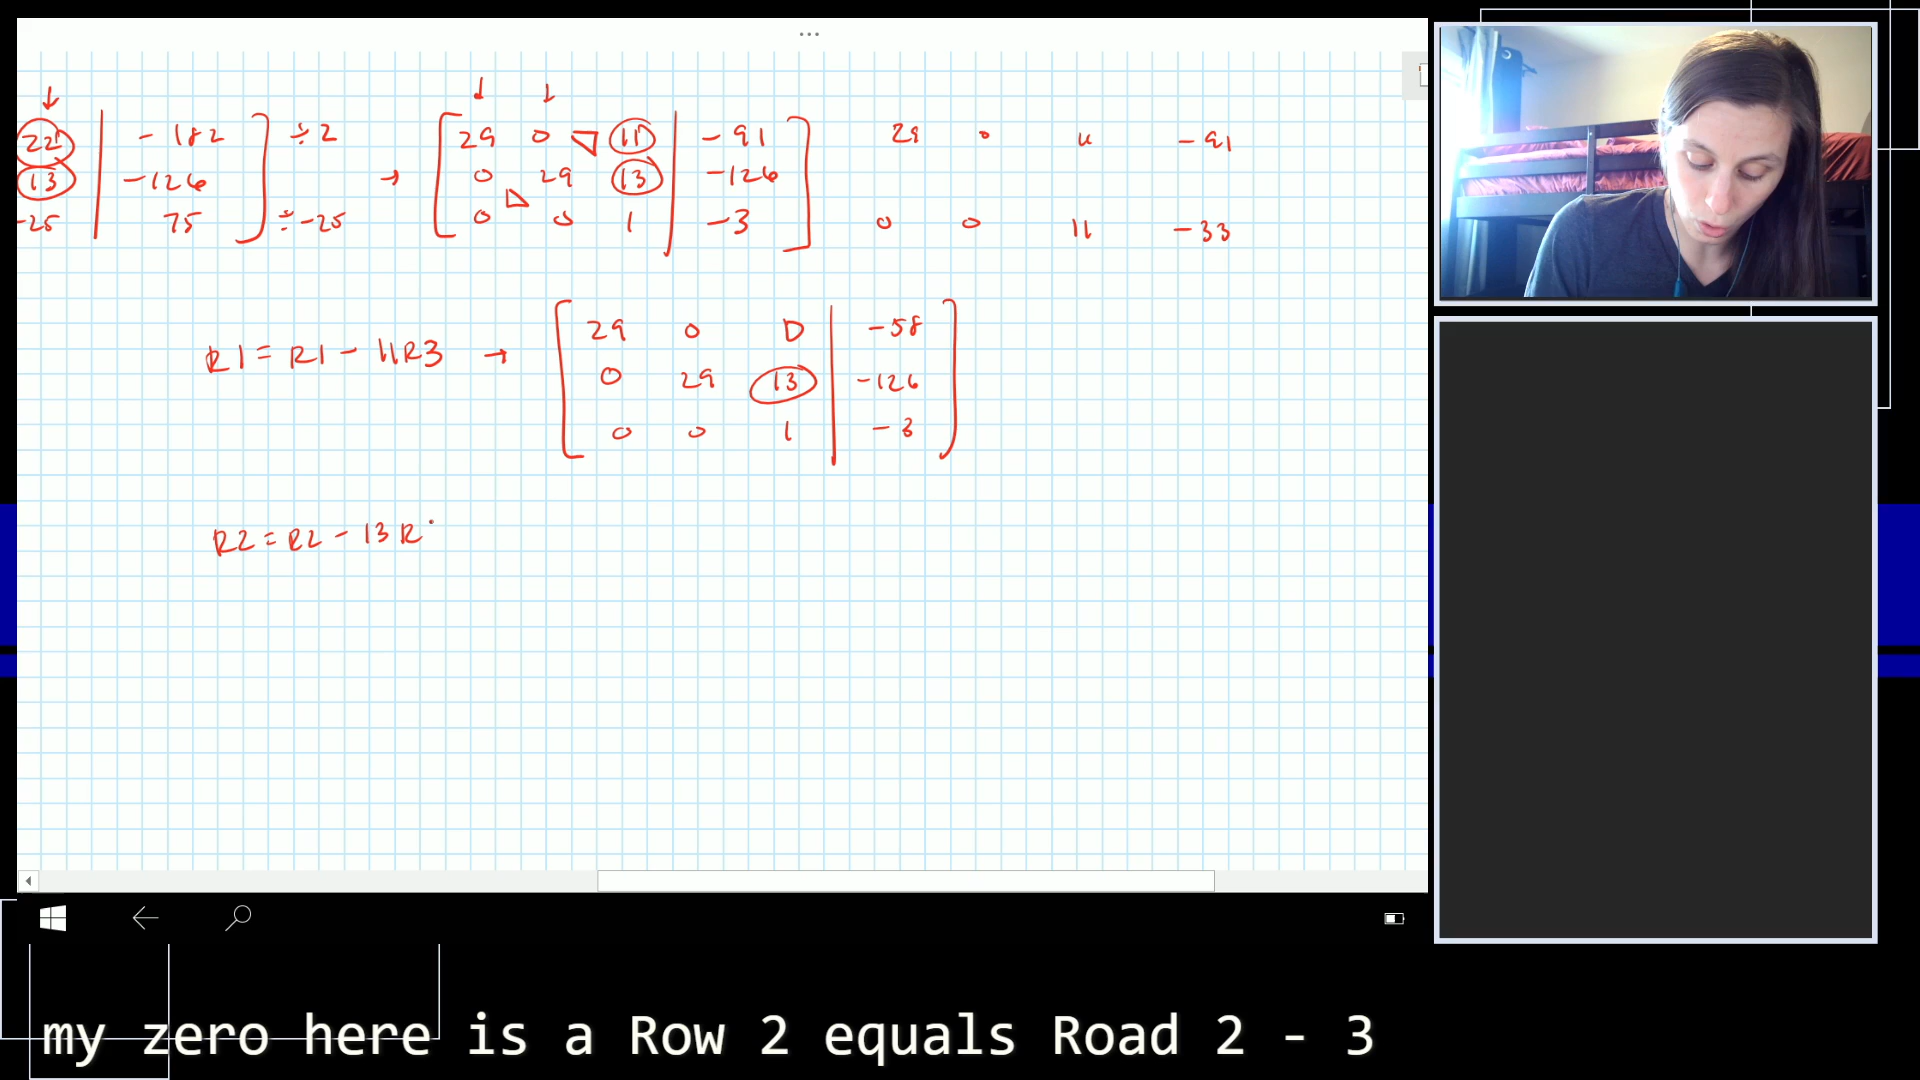 ...
22 | -182 ] ÷2 [ 29 0 11 | -91 ] 29 0 11 -91
13 | -126 → 0 29 13 | -126
-25 | 75 ÷-25 0 0 1 | -3 0 0 11 -33
R1 = R1 - 11R3 → [ 29 0 0 | -58 ]
0 29 13 | -126
0 0 1 | -3
R2 = R2 - 13R
my zero here is a Row 2 equals Road 2 - 3